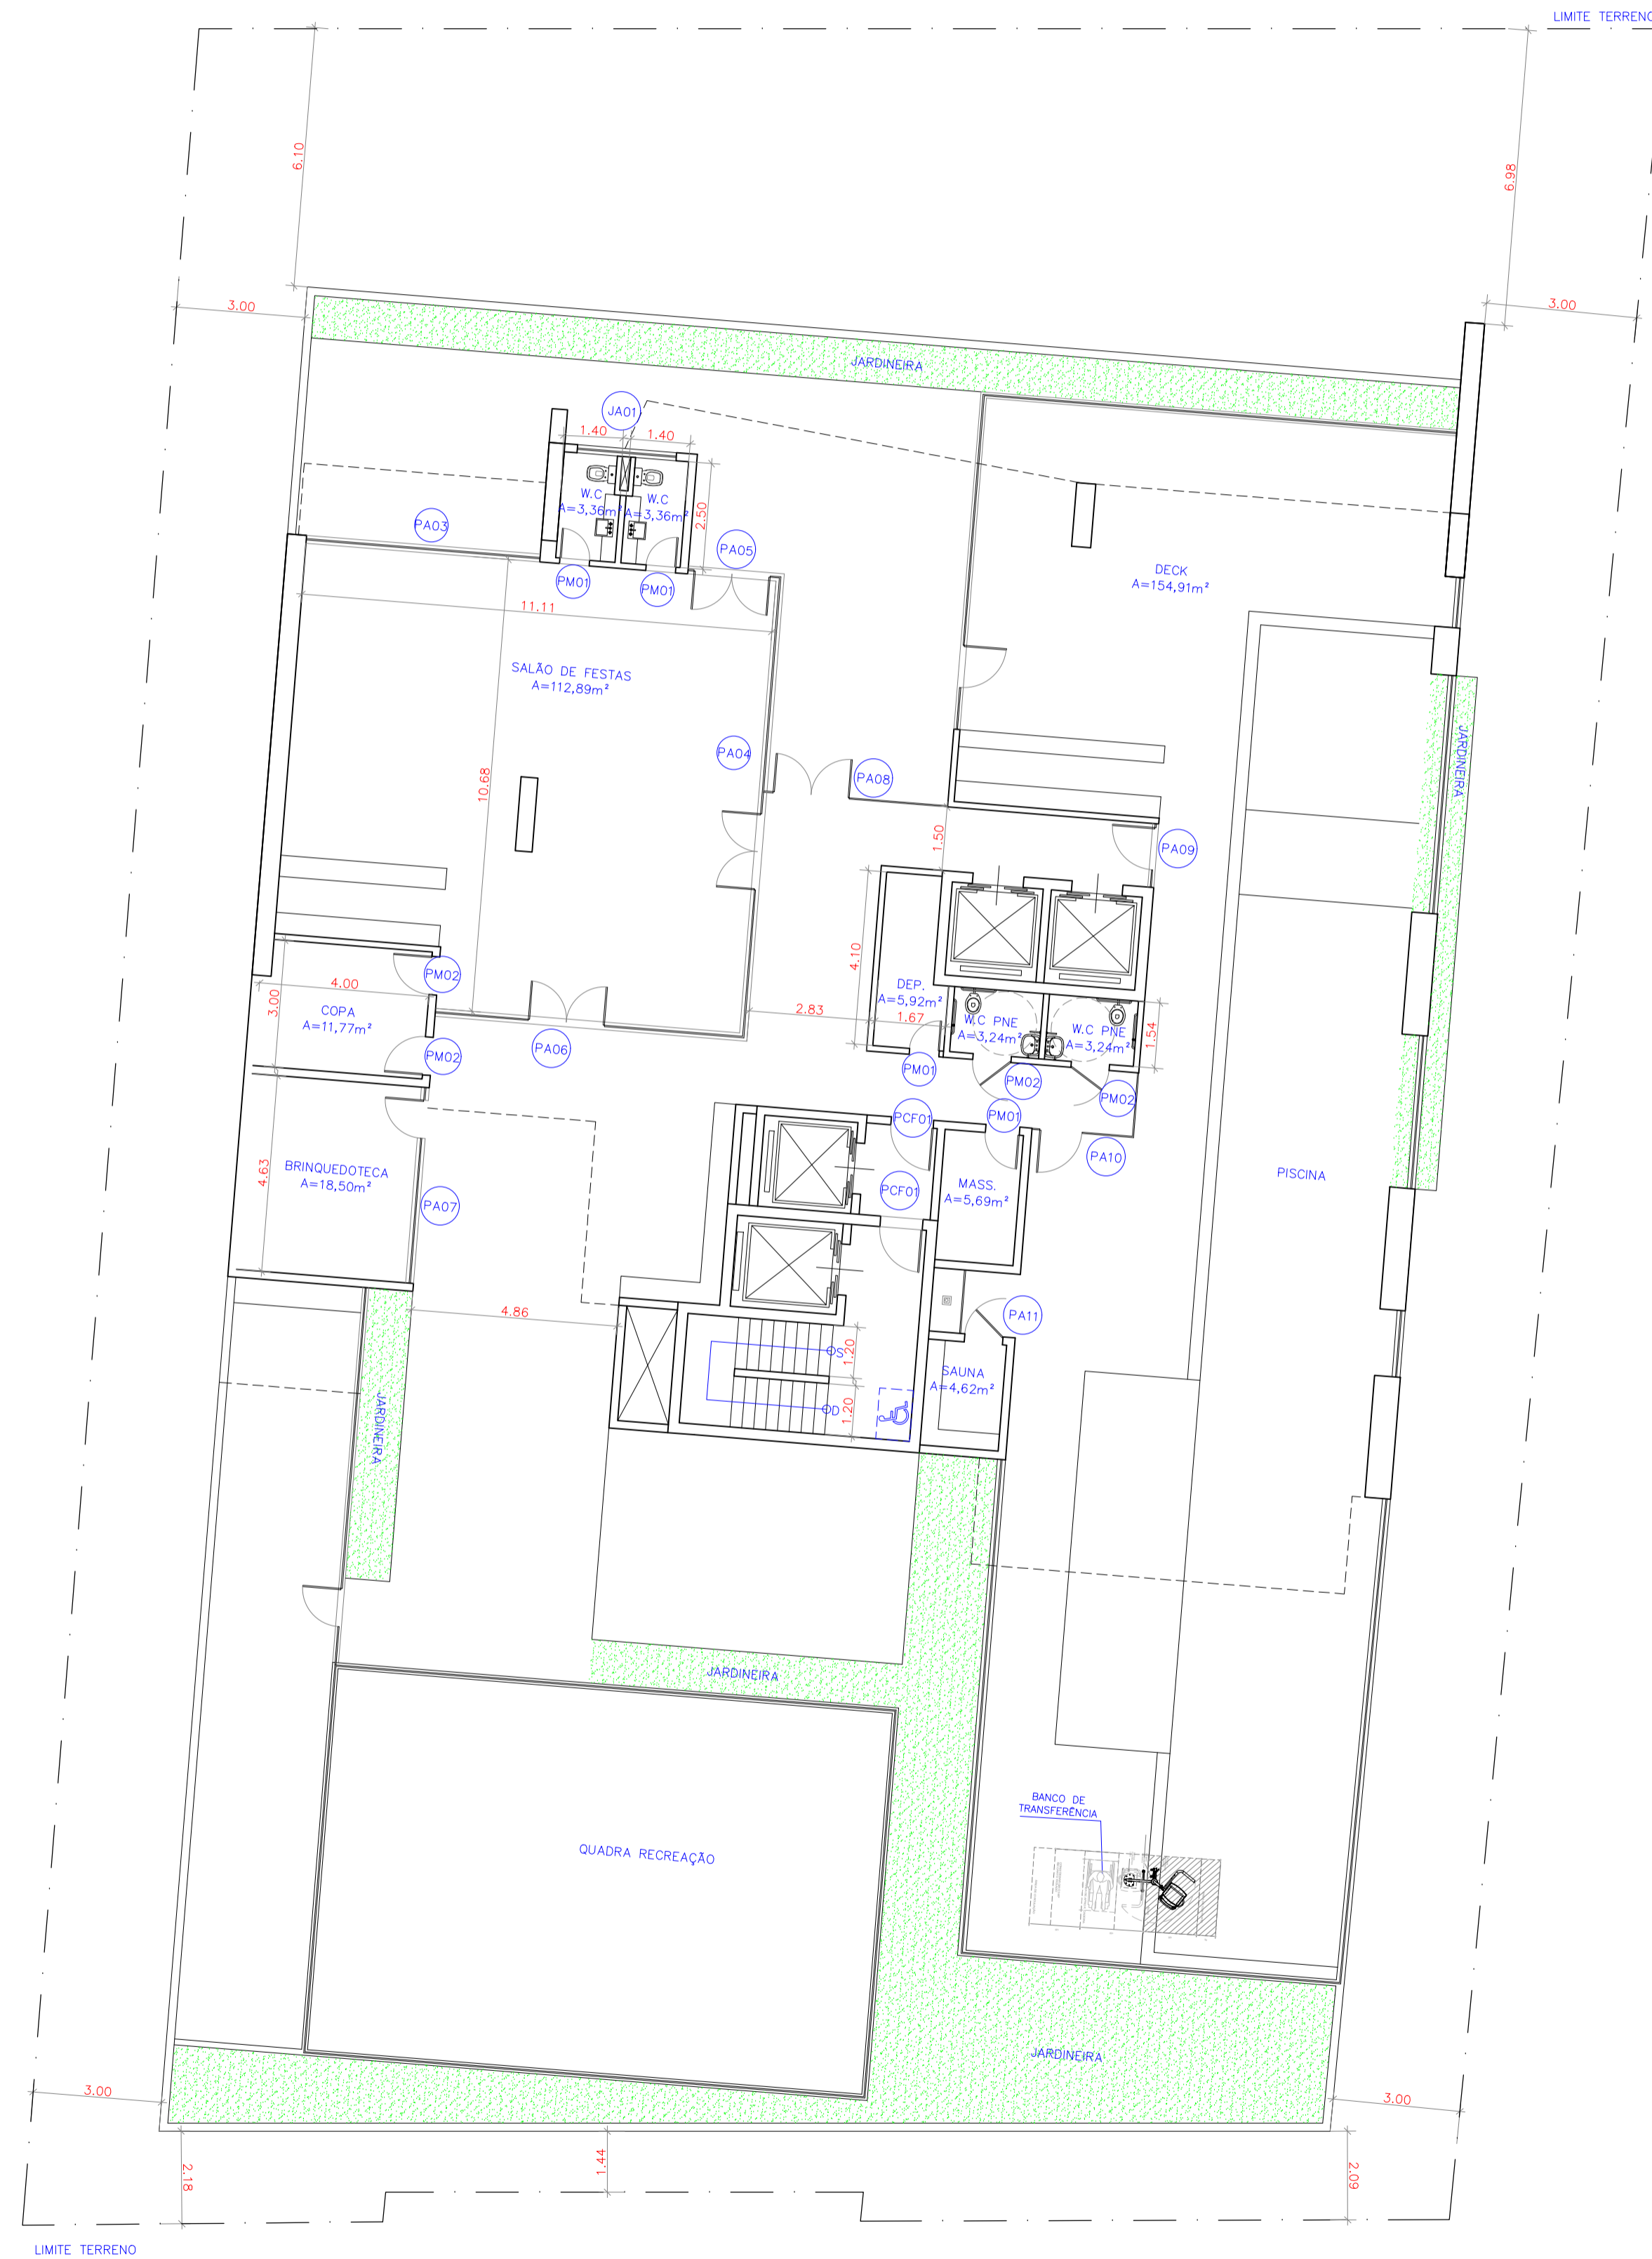 LIMITE TERRENO
6.10
6.98
3.00
3.00
JARDINEIRA
JA01
1.40
1.40
W.C
A=3,36m²
W.C
A=3,36m²
2.50
PA03
PA05
PM01
PM01
DECK
A=154,91m²
11.11
SALÃO DE FESTAS
A=112,89m²
PA04
PA08
10.68
JARDINEIRA
1.50
PA09
4.10
PM02
4.00
3.00
COPA
A=11,77m²
DEP.
A=5,92m²
2.83
1.67
W.C PNE
A=3,24m²
W.C PNE
A=3,24m²
1.54
PM02
PA06
PM01
PM02
PM02
PCF01
PM01
PA10
BRINQUEDOTECA
A=18,50m²
4.63
PA07
PCF01
MASS.
A=5,69m²
PISCINA
4.86
PA11
1.20
S
SAUNA
A=4,62m²
1.20
D
JARDINEIRA
JARDINEIRA
BANCO DE
TRANSFERÊNCIA
QUADRA RECREAÇÃO
JARDINEIRA
3.00
3.00
2.18
1.44
2.09
LIMITE TERRENO